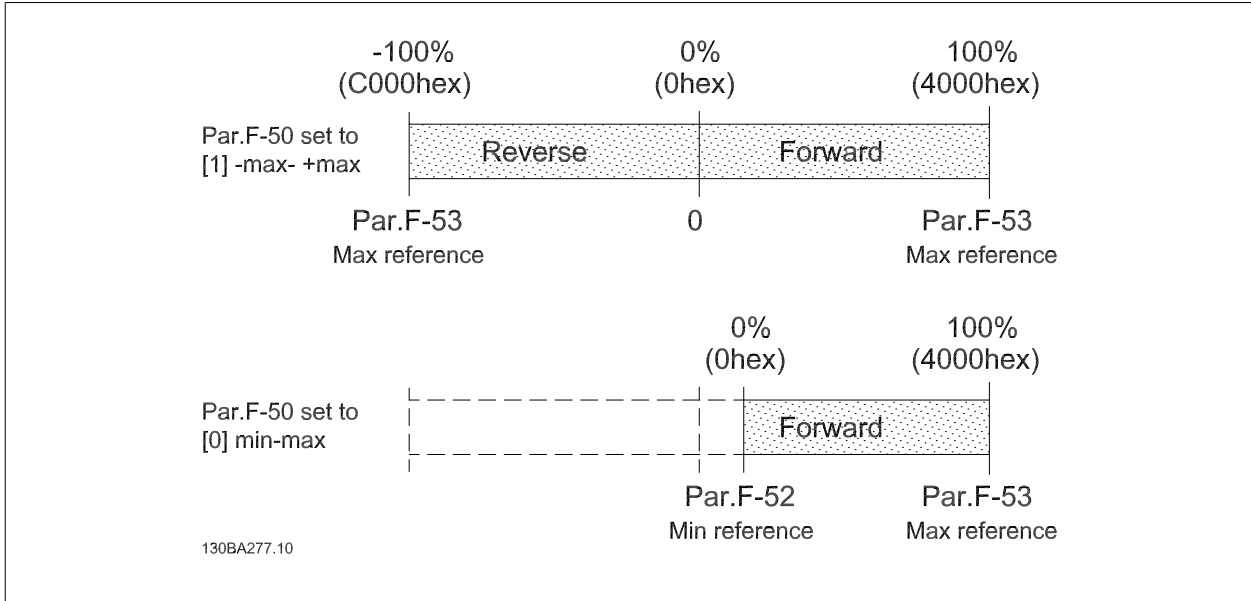 -100% 0% 100%
(C000hex) (0hex) (4000hex)
Par.F-50 set to
[1] -max- +max
Reverse Forward
Par.F-53 0 Par.F-53
Max reference Max reference
0% 100%
(0hex) (4000hex)
Par.F-50 set to
[0] min-max
Forward
Par.F-52 Par.F-53
Min reference Max reference
130BA277.10